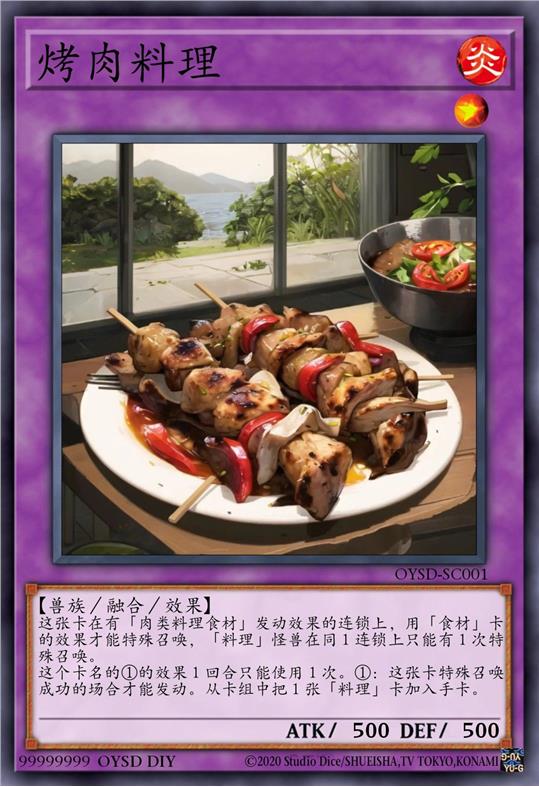 烤肉料理
炎
OYSD-SC001
【兽族／融合／效果】
这张卡在有「肉类料理食材」发动效果的连锁上，用「食材」卡
的效果才能特殊召唤，「料理」怪兽在同1连锁上只能有1次特
殊召唤。
这个卡名的①的效果1回合只能使用1次。①：这张卡特殊召唤
成功的场合才能发动。从卡组中把1张「料理」卡加入手卡。
ATK/ 500 DEF/ 500
99999999 OYSD DIY ©2020 Studio Dice/SHUEISHA,TV TOKYO,KONAMI